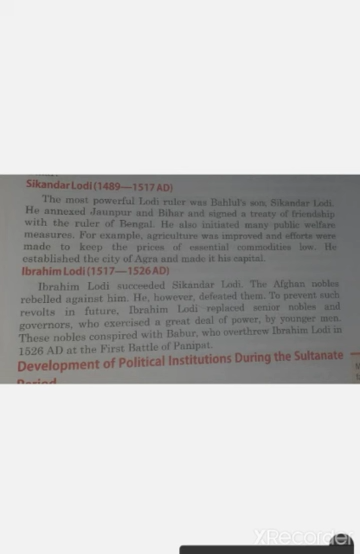 Sikandar Lodi (1489—1517 AD)
The most powerful Lodi ruler was Bahlul's son, Sikandar Lodi.
He annexed Jaunpur and Bihar and signed a treaty of friendship
with the ruler of Bengal. He also initiated many public welfare
measures. For example, agriculture was improved and efforts were
made to keep the prices of essential commodities low. He
established the city of Agra and made it his capital.
Ibrahim Lodi (1517—1526 AD)
Ibrahim Lodi succeeded Sikandar Lodi. The Afghan nobles
rebelled against him. He, however, defeated them. To prevent such
revolts in future, Ibrahim Lodi replaced senior nobles and
governors, who exercised a great deal of power, by younger men.
These nobles conspired with Babur, who overthrew Ibrahim Lodi in
1526 AD at the First Battle of Panipat.
Development of Political Institutions During the Sultanate
Period
XRecorder